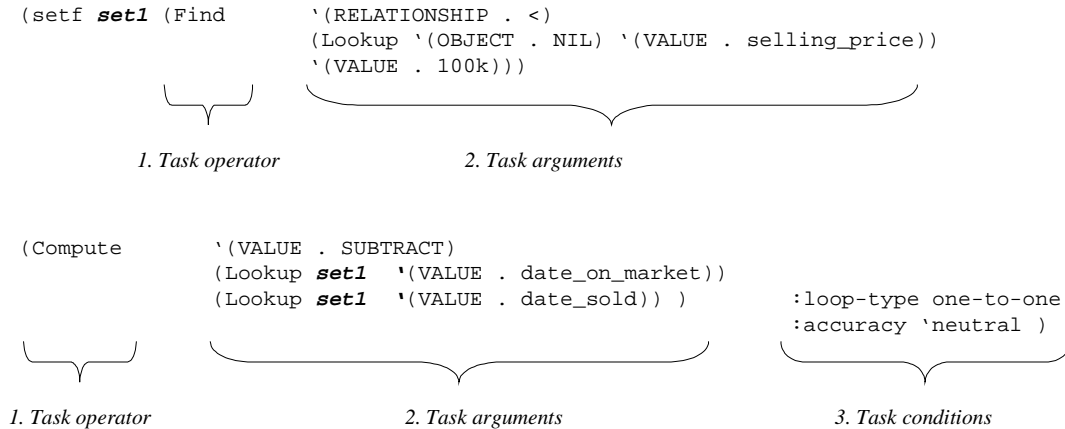 (setf set1 (Find ‘(RELATIONSHIP . <)
(Lookup ‘(OBJECT . NIL) ‘(VALUE . selling_price))
‘(VALUE . 100k)))
1. Task operator 2. Task arguments
(Compute ‘(VALUE . SUBTRACT)
(Lookup set1 ‘(VALUE . date_on_market))
(Lookup set1 ‘(VALUE . date_sold)) ) :loop-type one-to-one
:accuracy ‘neutral )
1. Task operator 2. Task arguments 3. Task conditions